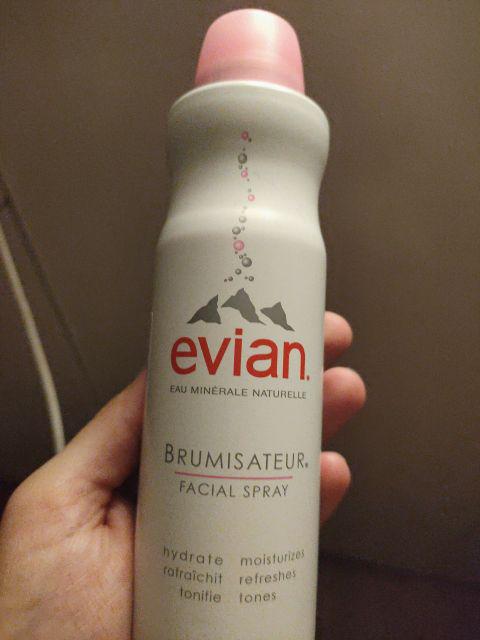 evian.
EAU MINÉRALE NATURELLE
BRUMISATEUR®
FACIAL SPRAY
hydrate moisturizes
rafraîchit refreshes
tonifie tones